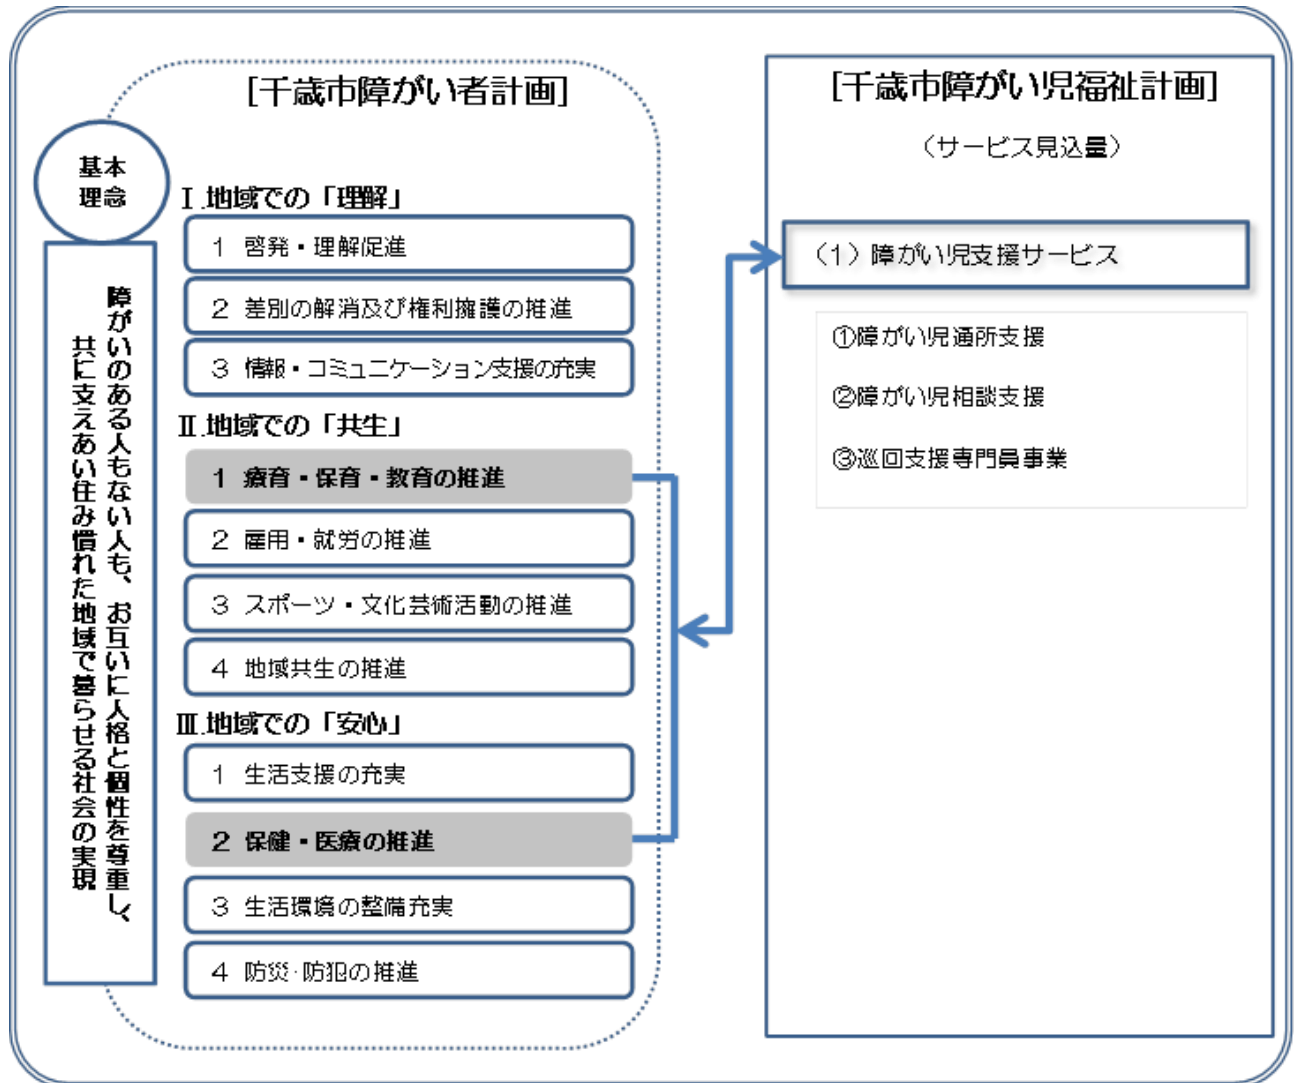 [千歳市障がい者計画]
基本
理念
障がいのある人もない人も、お互いに人格と個性を尊重し、
共に支えあい住み慣れた地域で暮らせる社会の実現
Ⅰ.地域での「理解」
1 啓発・理解促進
2 差別の解消及び権利擁護の推進
3 情報・コミュニケーション支援の充実
Ⅱ.地域での「共生」
1 療育・保育・教育の推進
2 雇用・就労の推進
3 スポーツ・文化芸術活動の推進
4 地域共生の推進
Ⅲ.地域での「安心」
1 生活支援の充実
2 保健・医療の推進
3 生活環境の整備充実
4 防災・防犯の推進
[千歳市障がい児福祉計画]
（サービス見込量）
（1）障がい児支援サービス
①障がい児通所支援
②障がい児相談支援
③巡回支援専門員事業